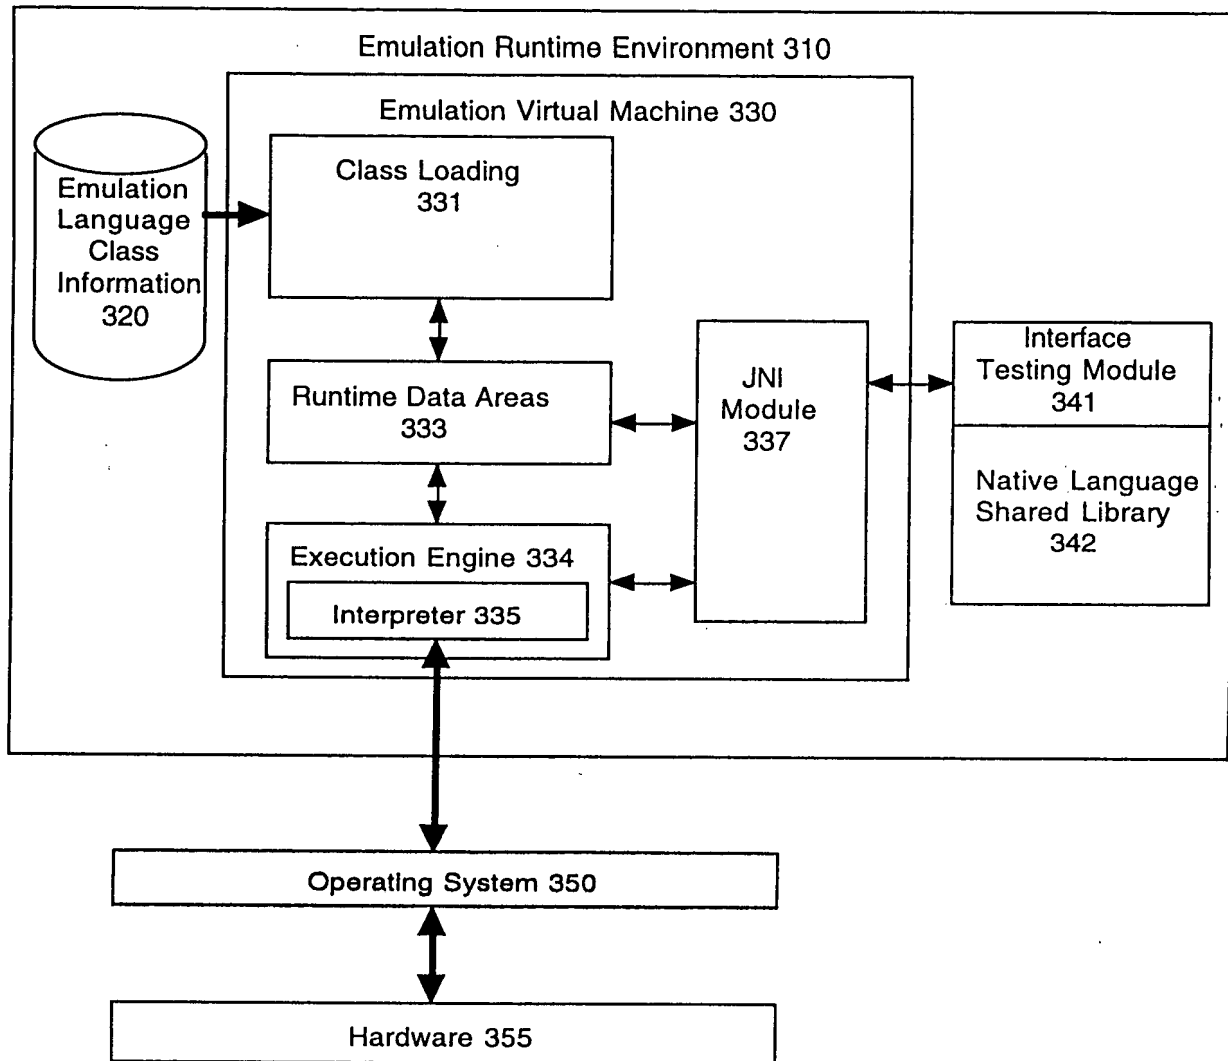 Emulation Runtime Environment 310
Emulation Virtual Machine 330
Emulation
Language
Class
Information
320
Class Loading
331
Runtime Data Areas
333
JNI
Module
337
Interface
Testing Module
341
Native Language
Shared Library
342
Execution Engine 334
Interpreter 335
Operating System 350
Hardware 355